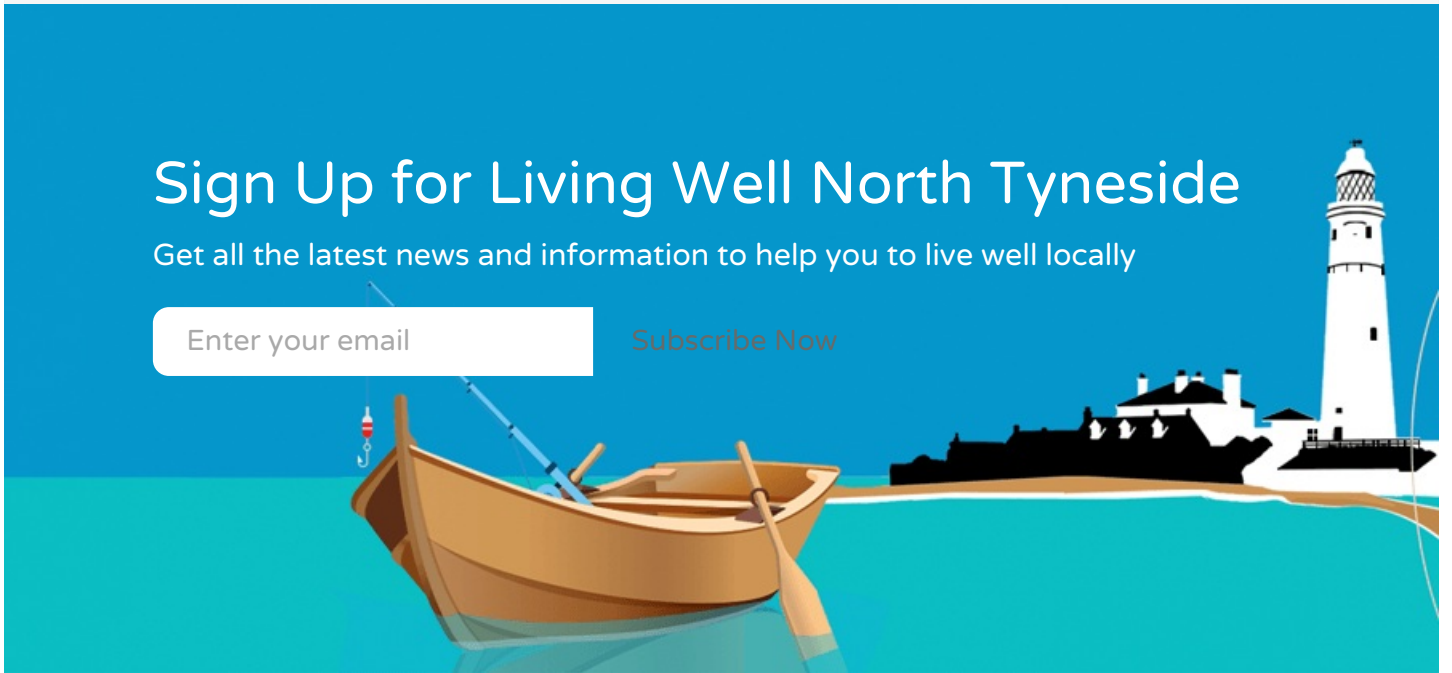 Sign Up for Living Well North Tyneside
Get all the latest news and information to help you to live well locally
Enter your email
Subscribe Now